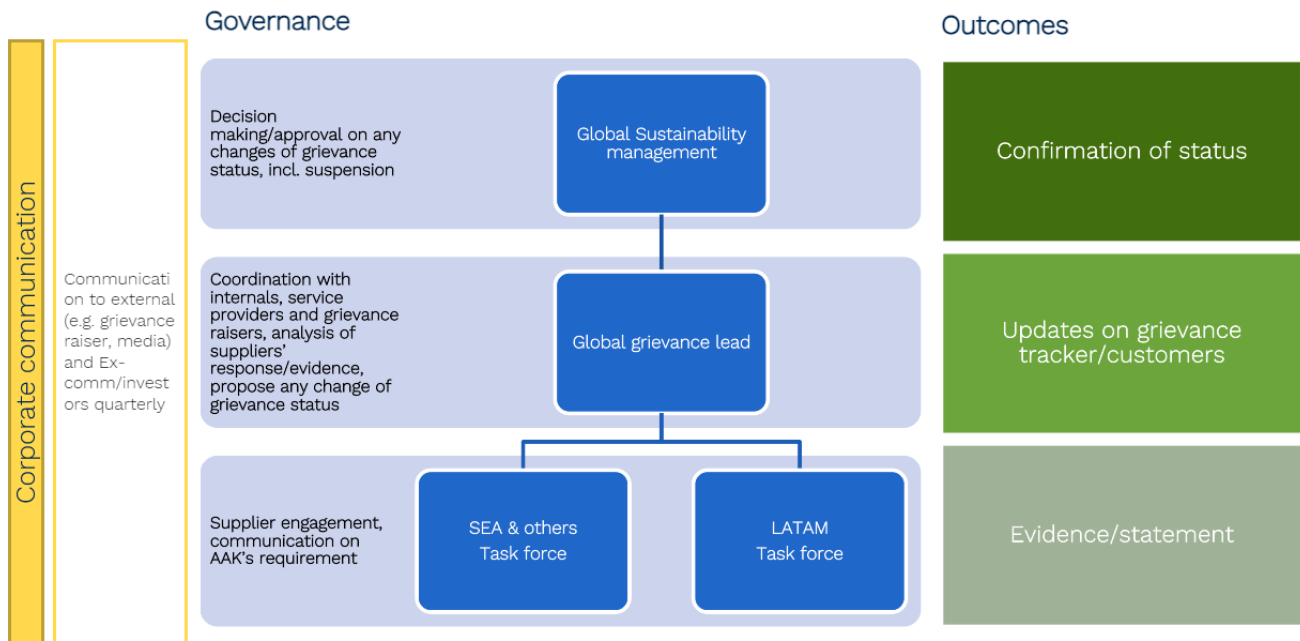 Governance
Outcomes
Corporate communication
Communicati
on to external
(e.g. grievance
raiser, media)
and Ex-
comm/invest
ors quarterly
Decision
making/approval on any
changes of grievance
status, incl. suspension
Global Sustainability
management
Confirmation of status
Coordination with
internals, service
providers and grievance
raisers, analysis of
suppliers’
response/evidence,
propose any change of
grievance status
Global grievance lead
Updates on grievance
tracker/customers
Supplier engagement,
communication on
AAK’s requirement
SEA & others
Task force
LATAM
Task force
Evidence/statement